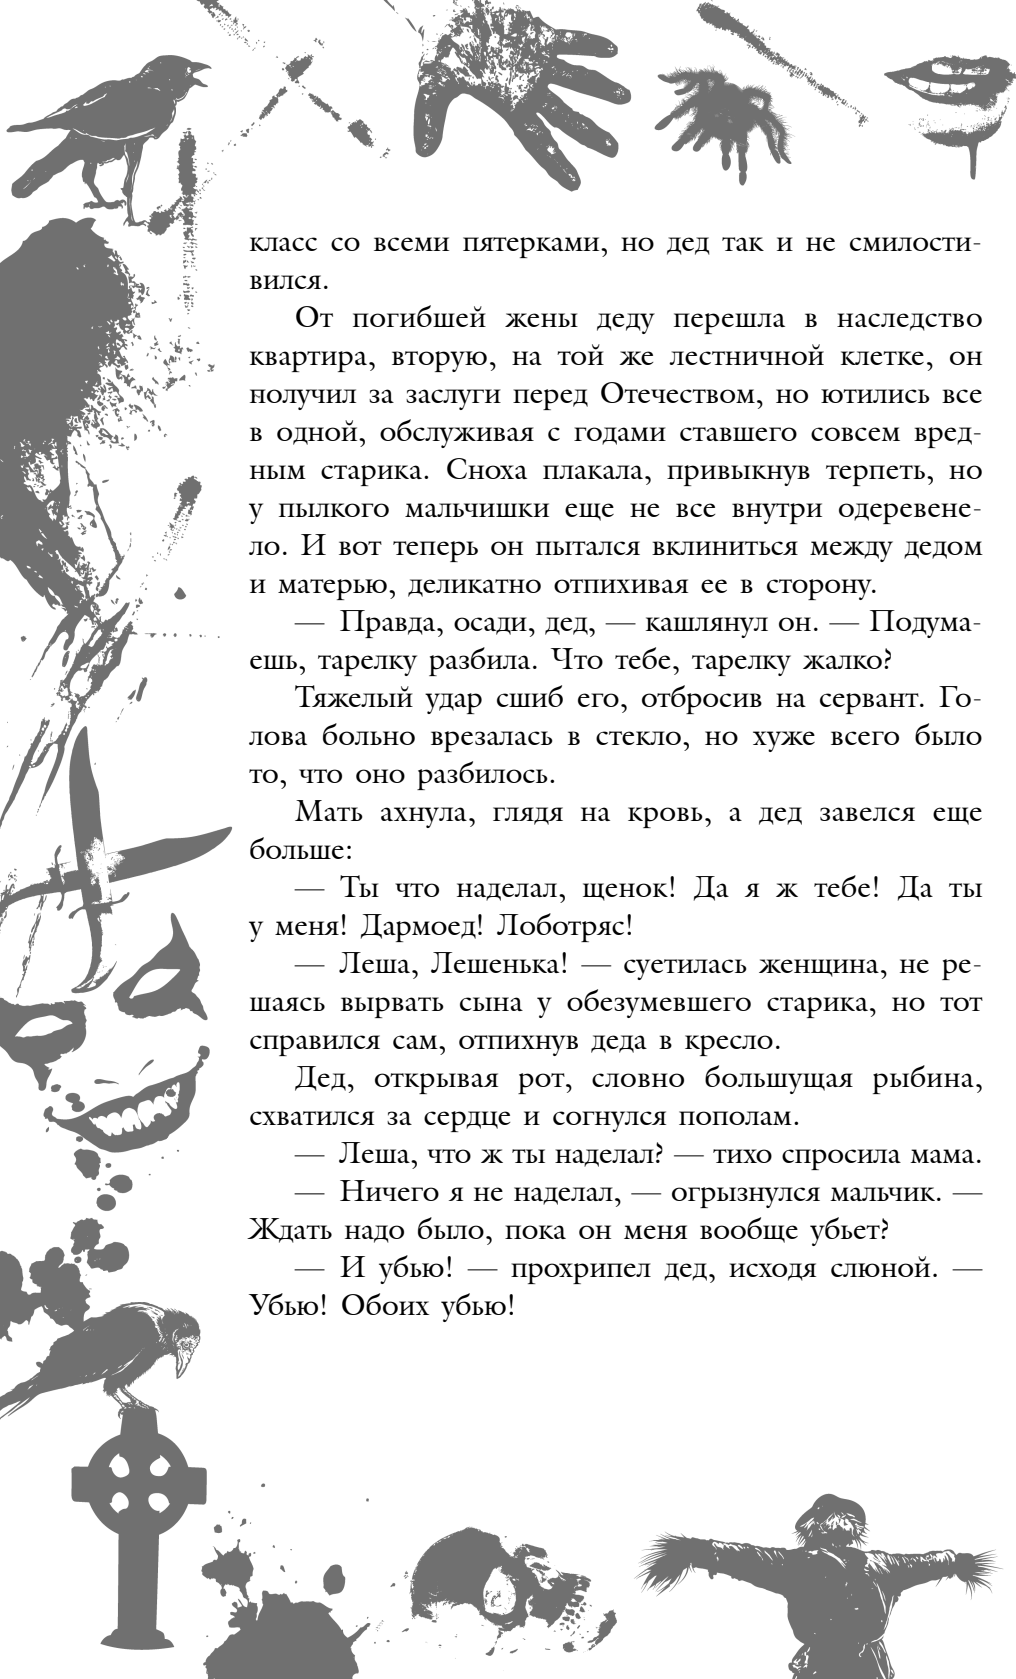 класс со всеми пятерками, но дед так и не смилости-
вился.
От погибшей жены деду перешла в наследство
квартира, вторую, на той же лестничной клетке, он
получил за заслуги перед Отечеством, но ютились все
в одной, обслуживая с годами ставшего совсем вред-
ным старика. Сноха плакала, привыкнув терпеть, но
у пылкого мальчишки еще не все внутри одеревене-
ло. И вот теперь он пытался вклиниться между дедом
и матерью, деликатно отпихивая ее в сторону.
— Правда, осади, дед, — кашлянул он. — Подума-
ешь, тарелку разбила. Что тебе, тарелку жалко?
Тяжелый удар сшиб его, отбросив на сервант. Го-
лова больно врезалась в стекло, но хуже всего было
то, что оно разбилось.
Мать ахнула, глядя на кровь, а дед завелся еще
больше:
— Ты что наделал, щенок! Да я ж тебе! Да ты
у меня! Дармоед! Лоботряс!
— Леша, Лешенька! — суетилась женщина, не ре-
шаясь вырвать сына у обезумевшего старика, но тот
справился сам, отпихнув деда в кресло.
Дед, открывая рот, словно большущая рыбина,
схватился за сердце и согнулся пополам.
— Леша, что ж ты наделал? — тихо спросила мама.
— Ничего я не наделал, — огрызнулся мальчик. —
Ждать надо было, пока он меня вообще убьет?
— И убью! — прохрипел дед, исходя слюной. —
Убью! Обоих убью!